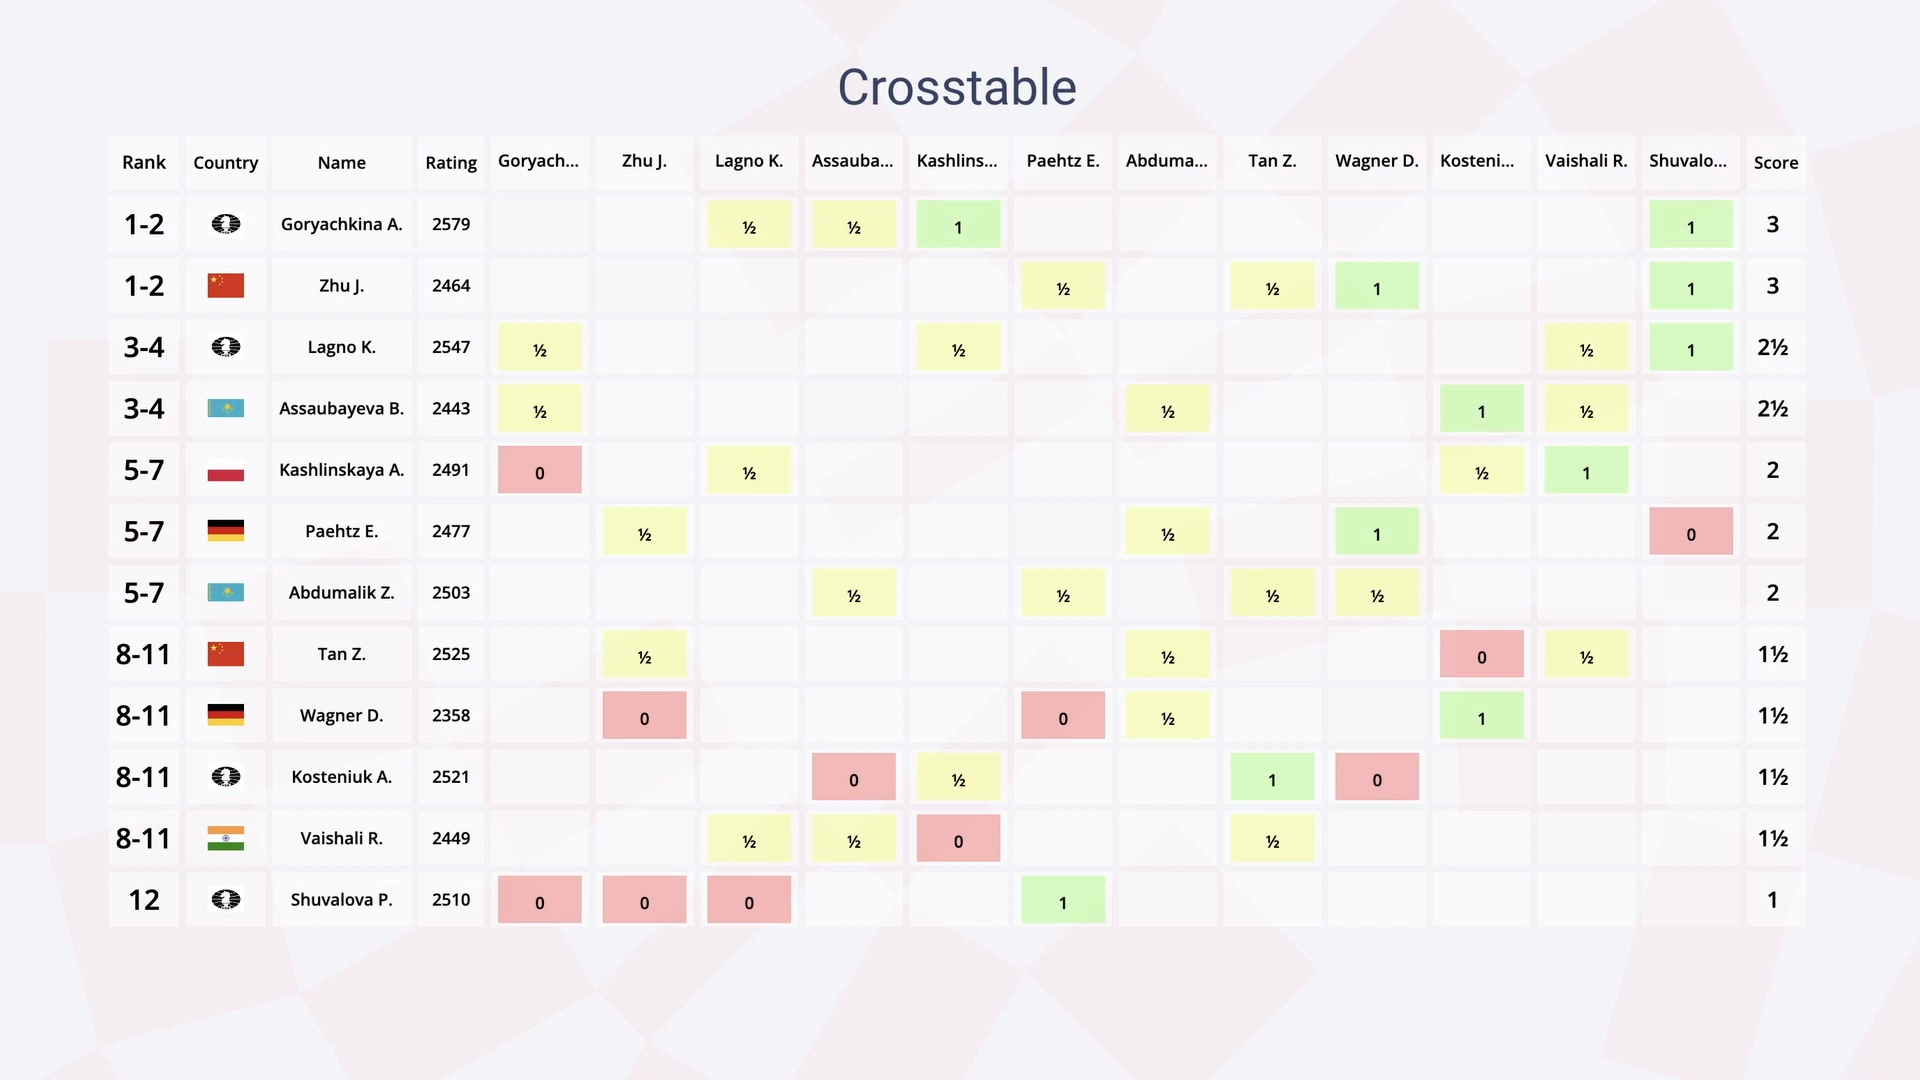 Crosstable
Rank Country Name Rating Goryach... Zhu J. Lagno K. Assauba... Kashlins... Paehtz E. Abduma... Tan Z. Wagner D. Kosteni... Vaishali R. Shuvalo... Score
1-2 Goryachkina A. 2579 ½ ½ 1 1 3
1-2 Zhu J. 2464 ½ ½ 1 1 3
3-4 Lagno K. 2547 ½ ½ ½ 1 2½
3-4 Assaubayeva B. 2443 ½ ½ 1 ½ 2½
5-7 Kashlinskaya A. 2491 0 ½ ½ 1 2
5-7 Paehtz E. 2477 ½ ½ 1 0 2
5-7 Abdumalik Z. 2503 ½ ½ ½ ½ 2
8-11 Tan Z. 2525 ½ ½ 0 ½ 1½
8-11 Wagner D. 2358 0 0 ½ 1 1½
8-11 Kosteniuk A. 2521 0 ½ 1 0 1½
8-11 Vaishali R. 2449 ½ ½ 0 ½ 1½
12 Shuvalova P. 2510 0 0 0 1 1